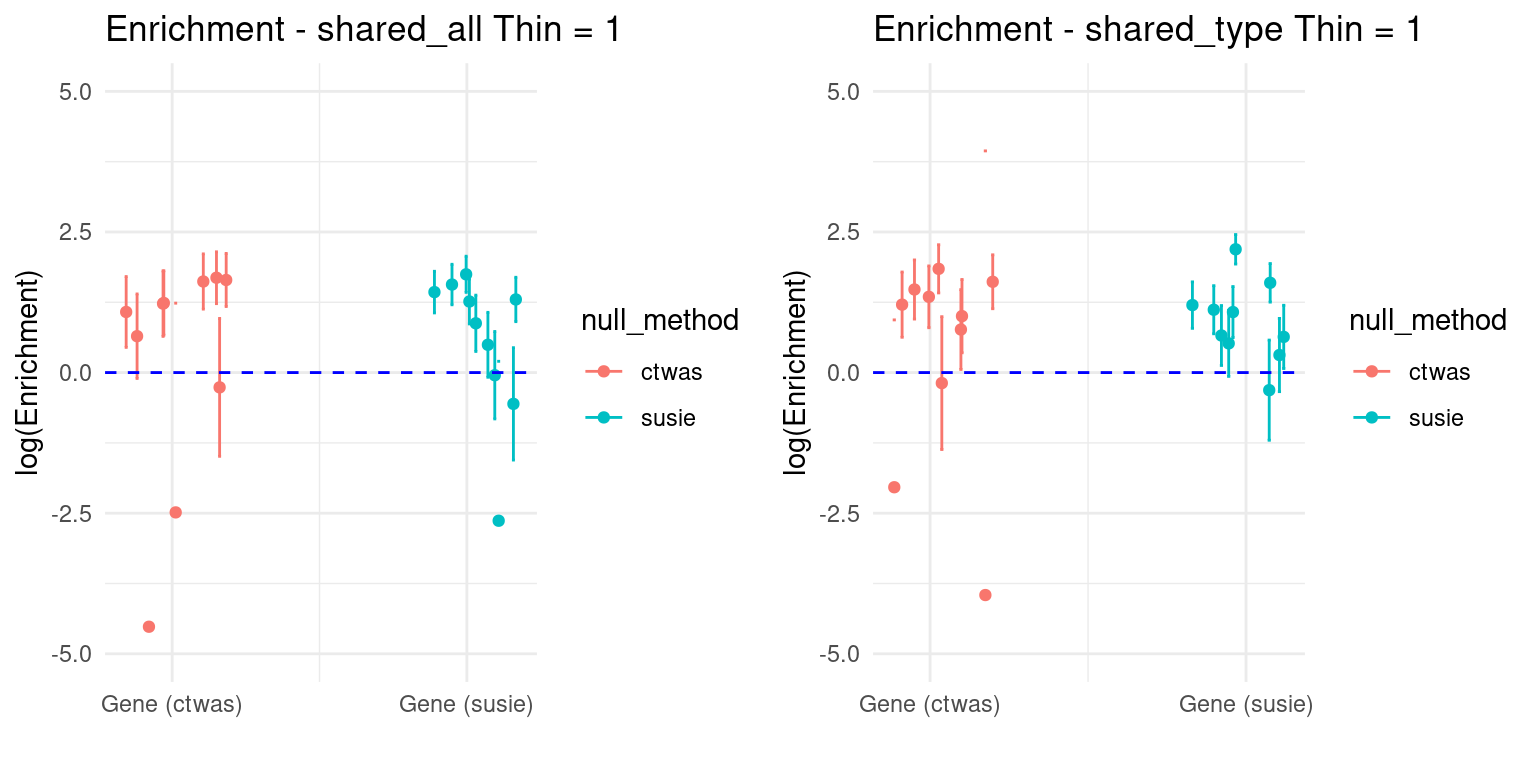 Enrichment - shared_all Thin = 1
log(Enrichment)
5.0
2.5
0.0
-2.5
-5.0
Gene (ctwas)
Gene (susie)
null_method
ctwas
susie
Enrichment - shared_type Thin = 1
log(Enrichment)
5.0
2.5
0.0
-2.5
-5.0
Gene (ctwas)
Gene (susie)
null_method
ctwas
susie